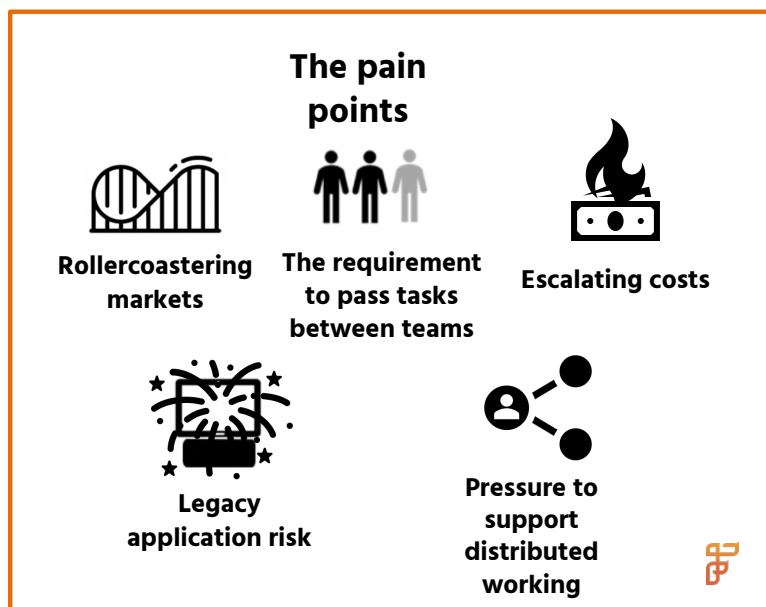 The pain
points
Rollercoastering
markets
The requirement
to pass tasks
between teams
Escalating costs
Legacy
application risk
Pressure to
support
distributed
working